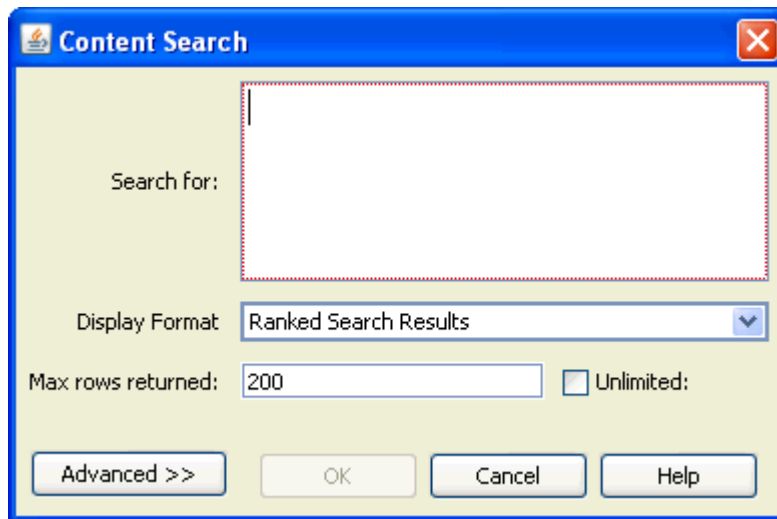 Content Search
Search for:
Display Format Ranked Search Results
Max rows returned: 200 Unlimited:
Advanced >> OK Cancel Help